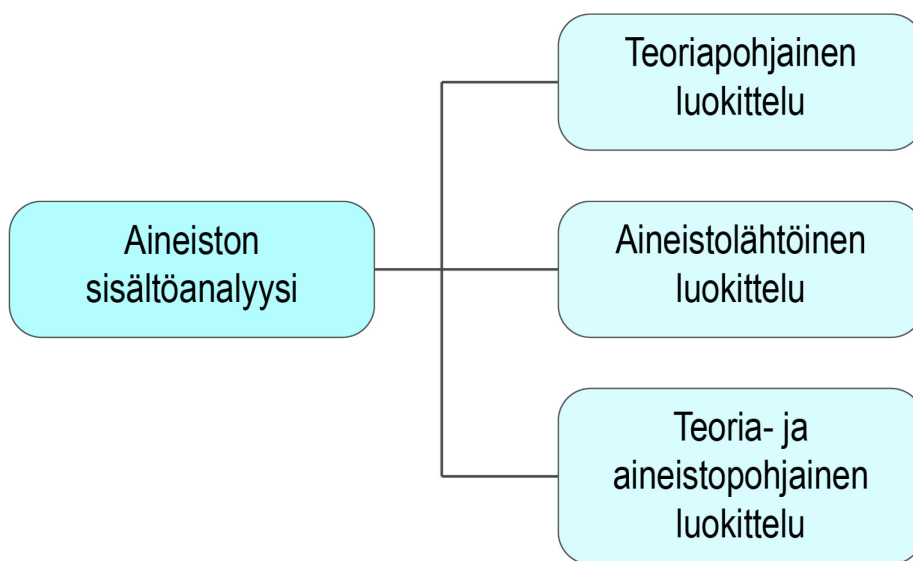 Aineiston
sisältöanalyysi
Teoriapohjainen
luokittelu
Aineistolähtöinen
luokittelu
Teoria- ja
aineistopohjainen
luokittelu